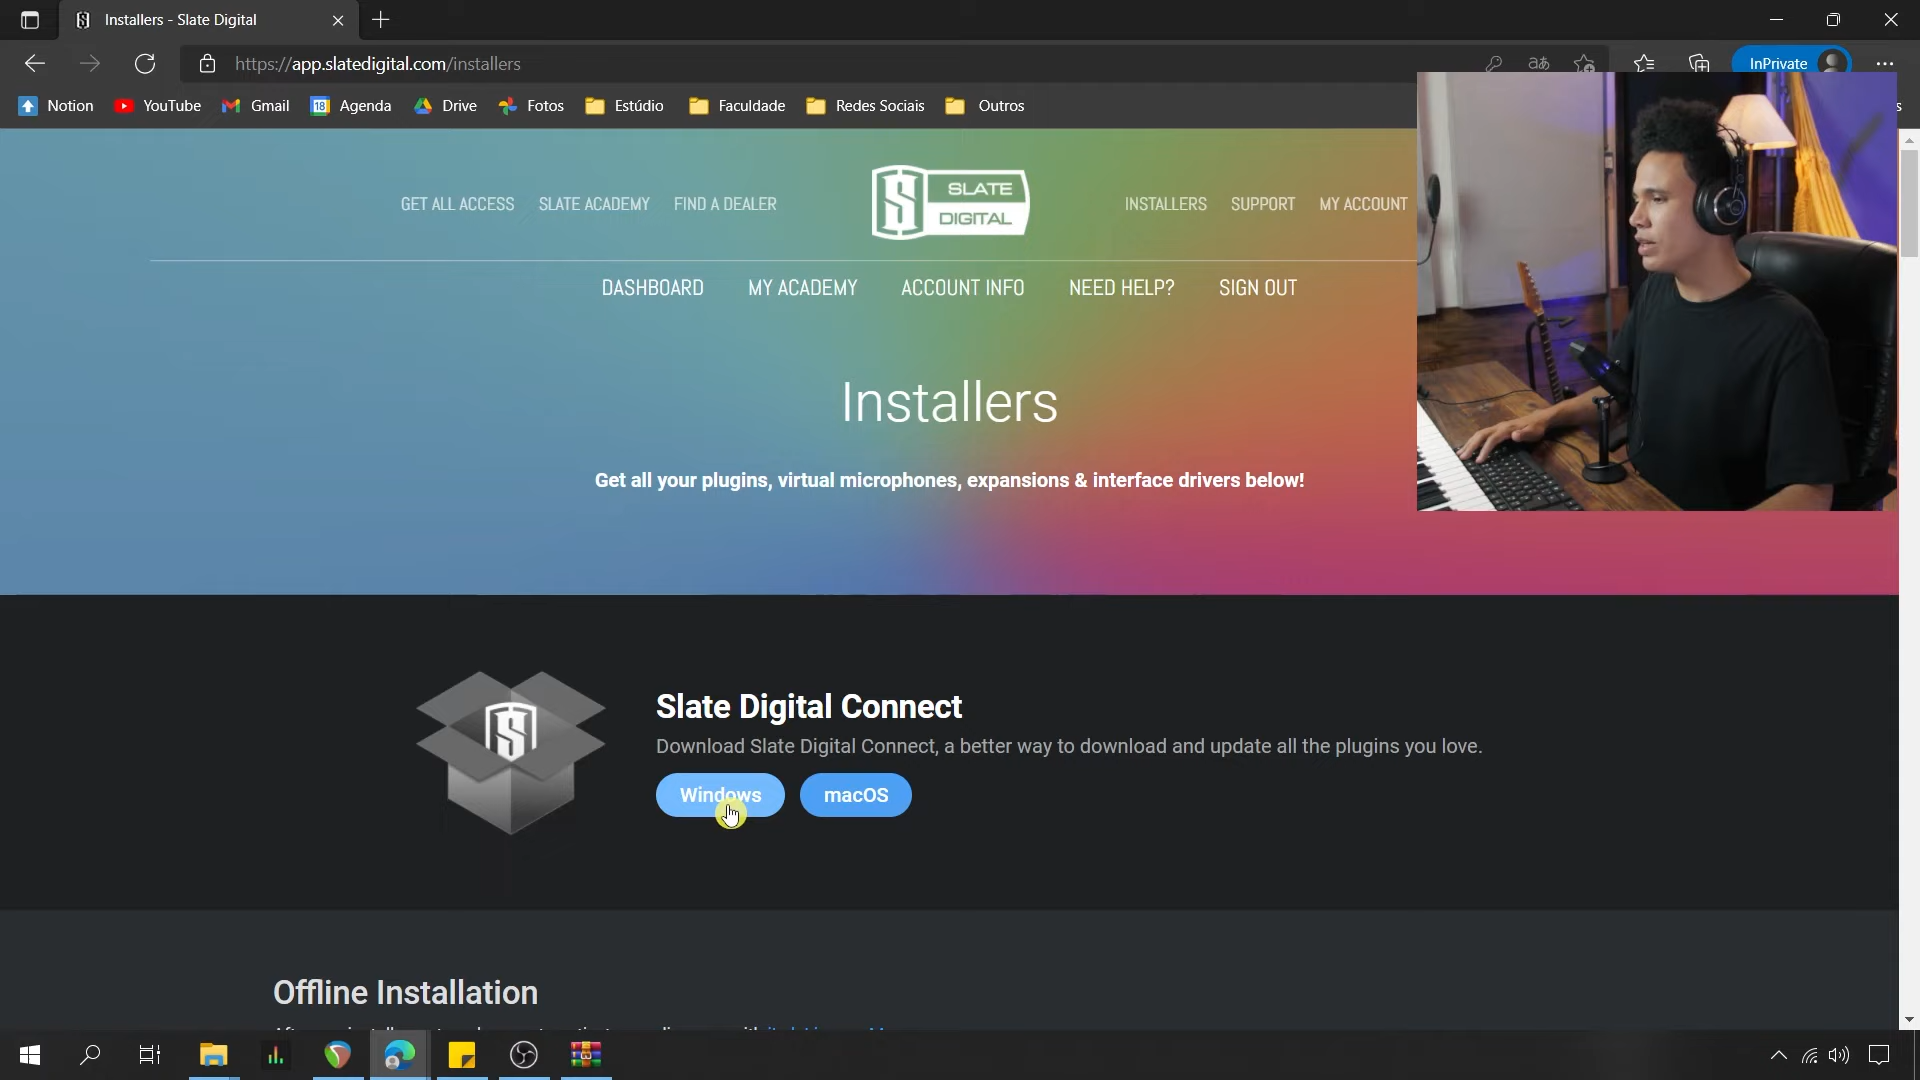 Installers - Slate Digital
https://app.slatedigital.com/installers
InPrivate
Notion YouTube Gmail 18 Agenda Drive Fotos Estúdio Faculdade Redes Sociais Outros
GET ALL ACCESS SLATE ACADEMY FIND A DEALER SLATE DIGITAL INSTALLERS SUPPORT MY ACCOUNT
DASHBOARD MY ACADEMY ACCOUNT INFO NEED HELP? SIGN OUT
Installers
Get all your plugins, virtual microphones, expansions & interface drivers below!
Slate Digital Connect
Download Slate Digital Connect, a better way to download and update all the plugins you love.
Windows macOS
Offline Installation